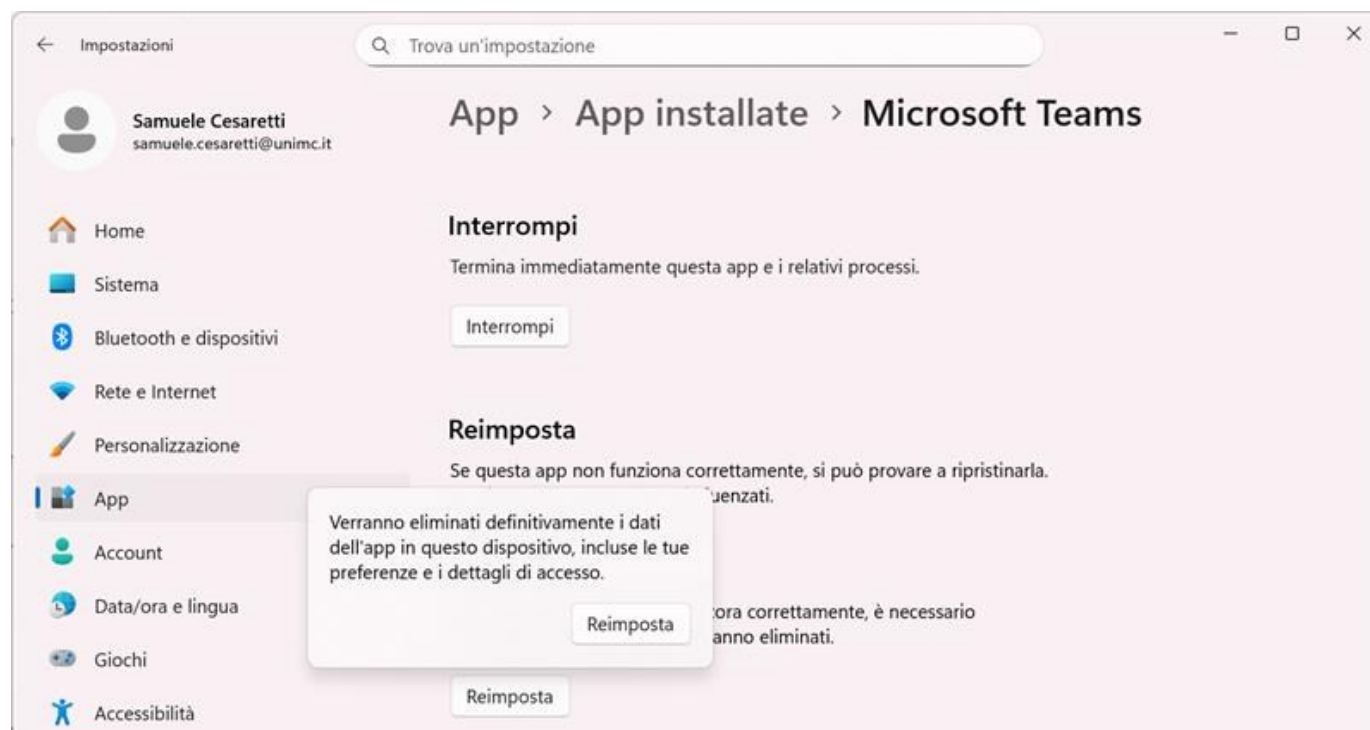 Impostazioni
Trova un'impostazione
Samuele Cesaretti
samuele.cesaretti@unimc.it
Home
Sistema
Bluetooth e dispositivi
Rete e Internet
Personalizzazione
App
Account
Data/ora e lingua
Giochi
Accessibilità
App > App installate > Microsoft Teams
Interrompi
Termina immediatamente questa app e i relativi processi.
Interrompi
Reimposta
Se questa app non funziona correttamente, si può provare a ripristinarla.
Verranno eliminati definitivamente i dati
dell'app in questo dispositivo, incluse le tue
preferenze e i dettagli di accesso.
Reimposta
correttamente, è necessario
eliminati.
Reimposta